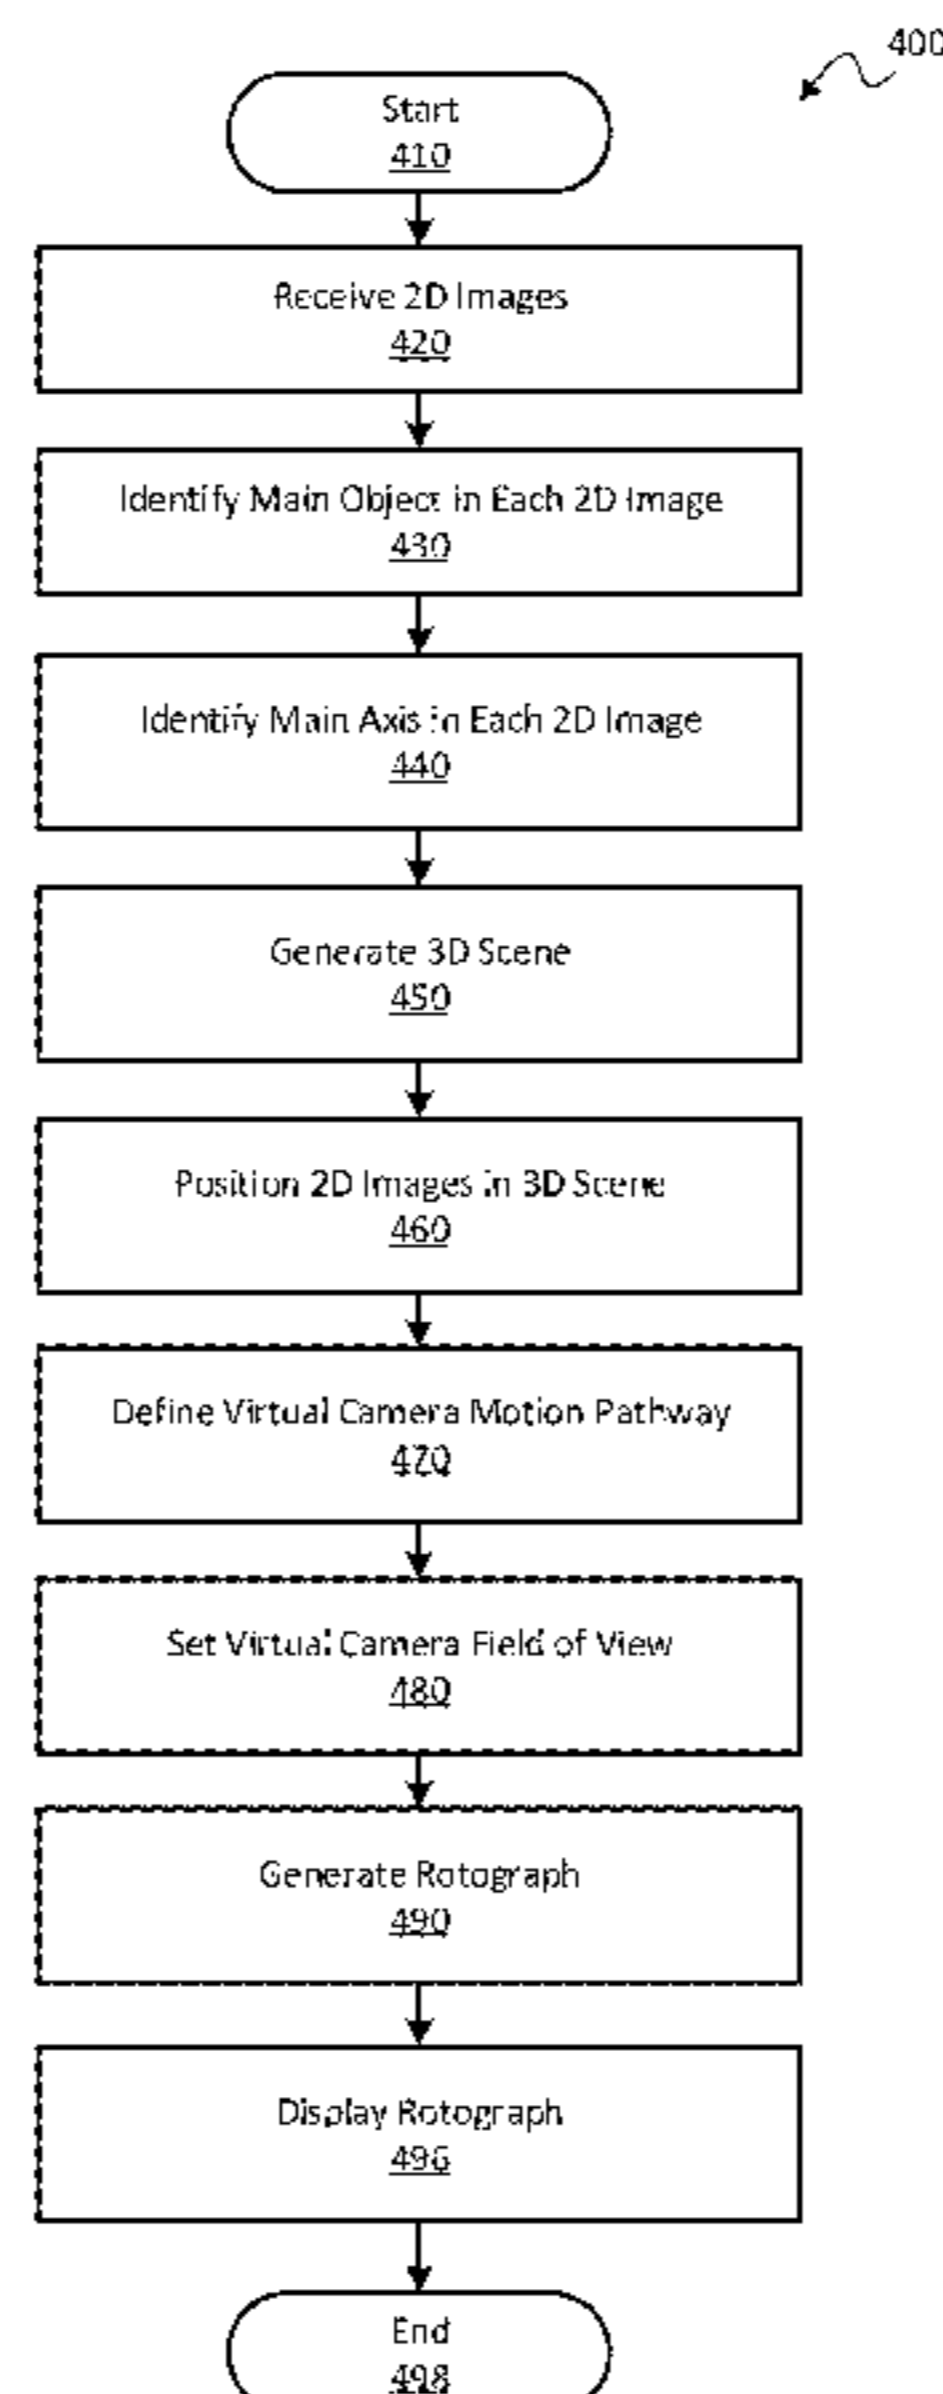 400
Start
410
Receive 2D Images
420
Identify Main Object in Each 2D Image
430
Identify Main Axis in Each 2D Image
440
Generate 3D Scene
450
Position 2D Images in 3D Scene
460
Define Virtual Camera Motion Pathway
470
Set Virtual Camera Field of View
480
Generate Rotograph
490
Display Rotograph
496
End
498